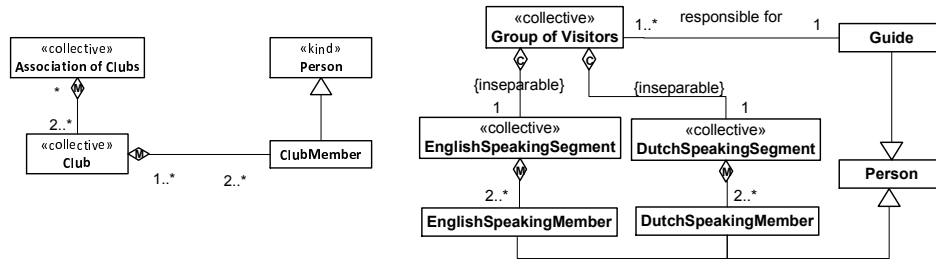 «collective»
Association of Clubs
«kind»
Person
*
M
2..*
«collective»
Club
M
1..*
2..*
ClubMember
«collective»
Group of Visitors
1..*
responsible for
1
Guide
C
C
{inseparable}
{inseparable}
1
1
«collective»
EnglishSpeakingSegment
«collective»
DutchSpeakingSegment
Person
M
M
2..*
2..*
EnglishSpeakingMember
DutchSpeakingMember